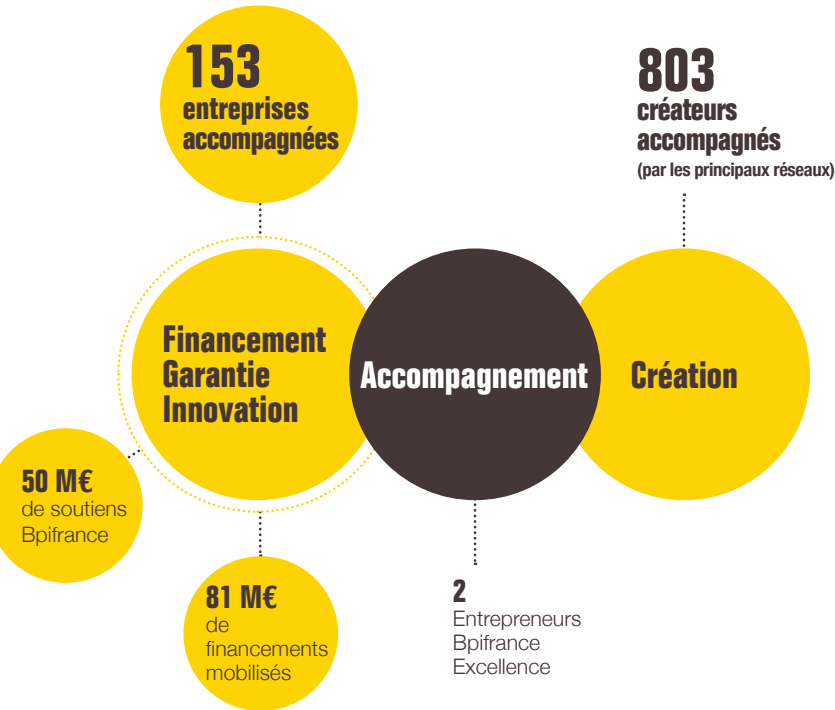 153
entreprises
accompagnées
803
créateurs
accompagnés
(par les principaux réseaux)
Financement
Garantie
Innovation
Accompagnement
Création
50 M€
de soutiens
Bpifrance
81 M€
de
financements
mobilisés
2
Entrepreneurs
Bpifrance
Excellence